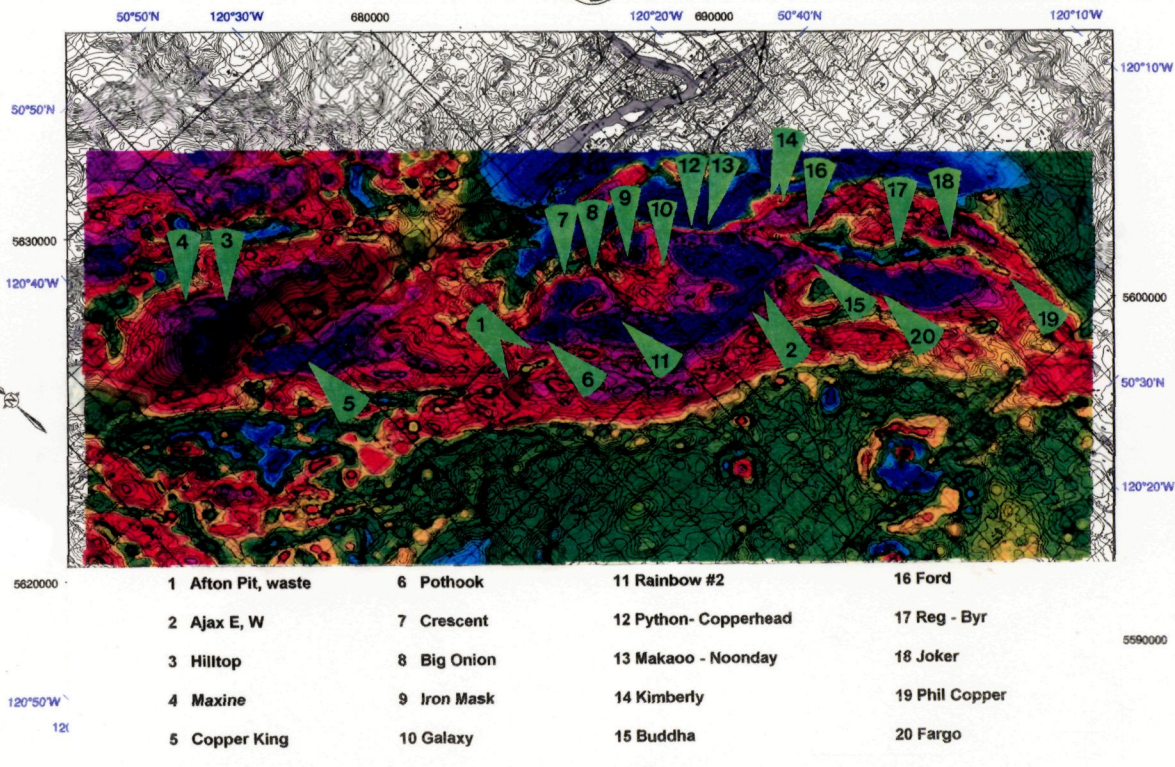 50°50'N 120°30'W 680000 120°20'W 690000 50°40'N 120°10'W
120°10'W
50°50'N
14
12 13 16
18
17
9
10
8
7
5630000
4 3
120°40'W
5600000
15
19
1
20
2
11
6
50°30'N
5
120°20'W
5620000
1 Afton Pit, waste 6 Pothook 11 Rainbow #2 16 Ford
2 Ajax E, W 7 Crescent 12 Python- Copperhead 17 Reg - Byr
5590000
3 Hilltop 8 Big Onion 13 Makaoo - Noonday 18 Joker
4 Maxine 9 Iron Mask 14 Kimberly 19 Phil Copper
120°50'W
120
5 Copper King 10 Galaxy 15 Buddha 20 Fargo